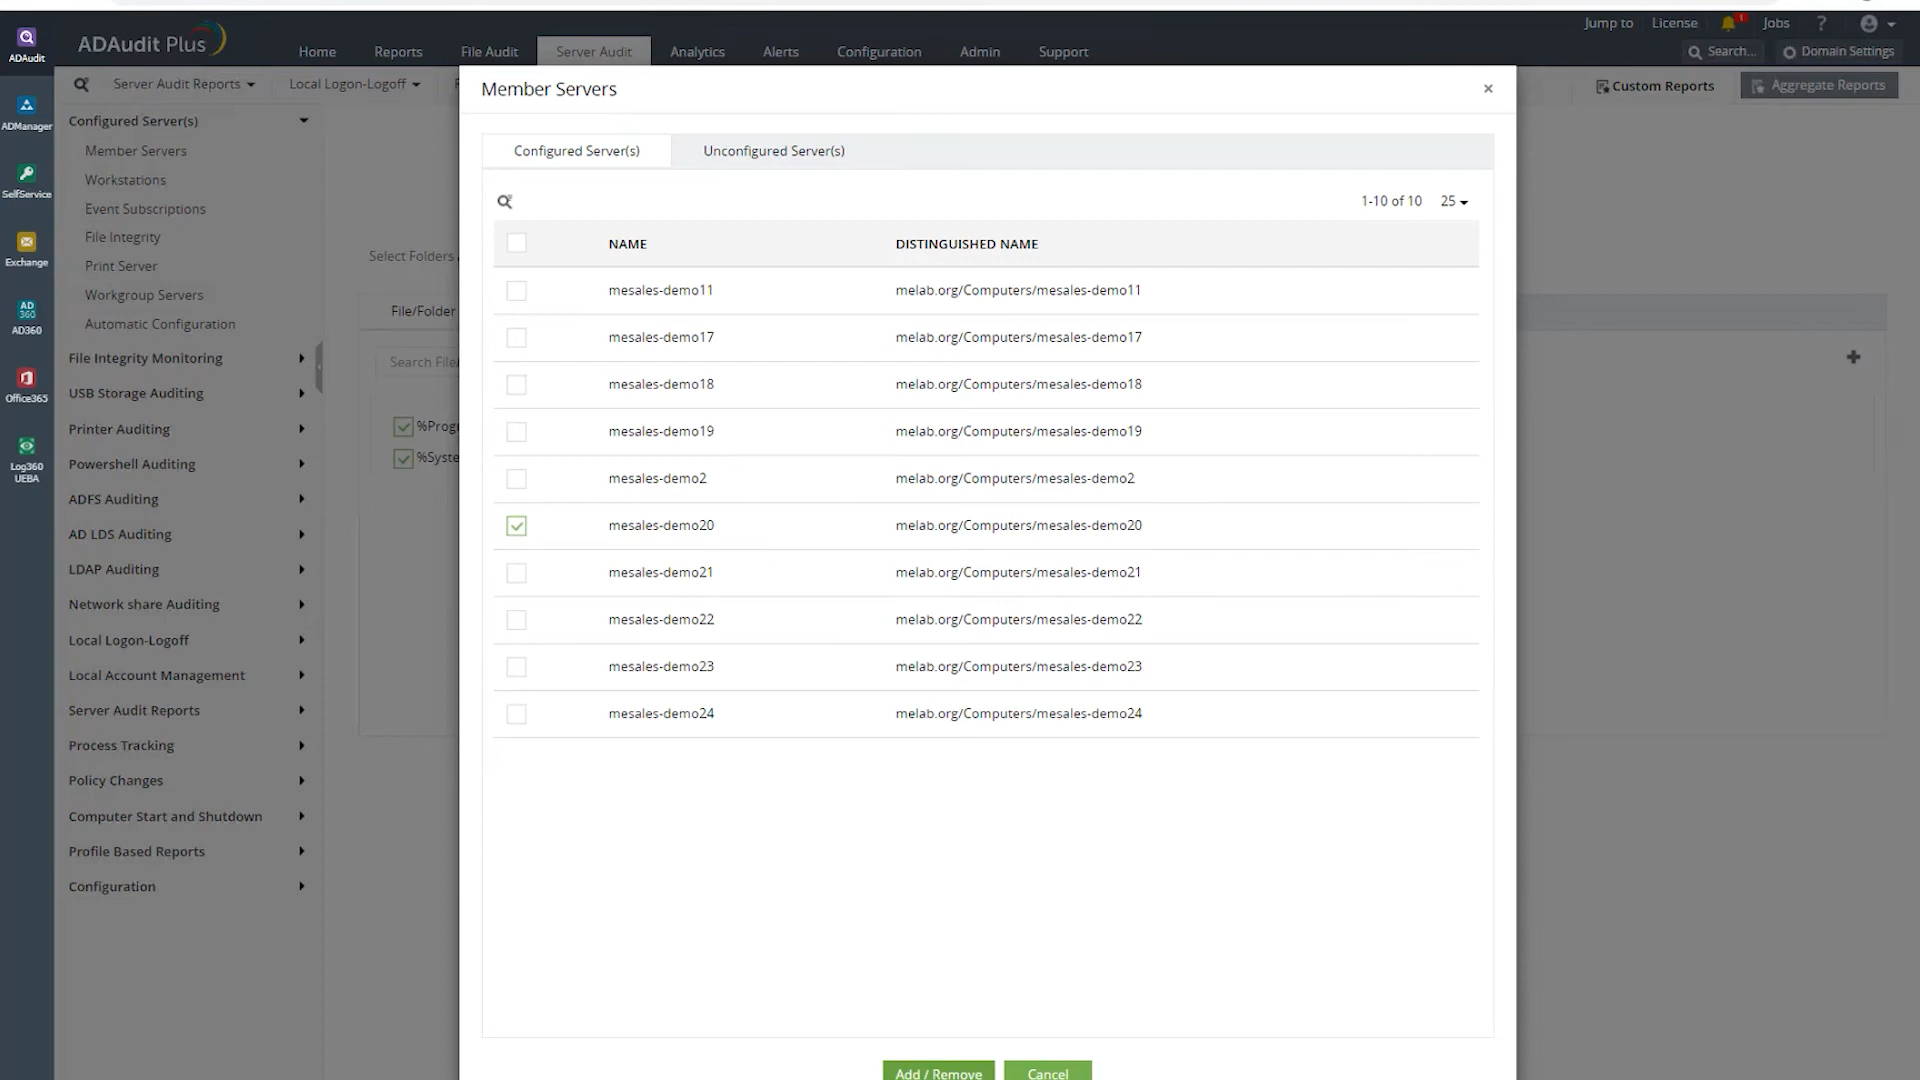 ADAudit
ADManager
SelfService
Exchange
AD
360
AD360
Office365
Log360
UEBA
ADAudit Plus
Home
Reports
File Audit
Server Audit
Analytics
Alerts
Configuration
Admin
Support
Jump to
License
1
Jobs
?
Search...
Domain Settings
Server Audit Reports
Local Logon-Logoff
Custom Reports
Aggregate Reports
Configured Server(s)
Member Servers
Workstations
Event Subscriptions
File Integrity
Print Server
Workgroup Servers
Automatic Configuration
File Integrity Monitoring
USB Storage Auditing
Printer Auditing
Powershell Auditing
ADFS Auditing
AD LDS Auditing
LDAP Auditing
Network share Auditing
Local Logon-Logoff
Local Account Management
Server Audit Reports
Process Tracking
Policy Changes
Computer Start and Shutdown
Profile Based Reports
Configuration
Select Folders
File/Folder
Search File
%Prog
%Syste
Member Servers
×
Configured Server(s)
Unconfigured Server(s)
1-10 of 10 25
NAME DISTINGUISHED NAME
mesales-demo11 melab.org/Computers/mesales-demo11
mesales-demo17 melab.org/Computers/mesales-demo17
mesales-demo18 melab.org/Computers/mesales-demo18
mesales-demo19 melab.org/Computers/mesales-demo19
mesales-demo2 melab.org/Computers/mesales-demo2
mesales-demo20 melab.org/Computers/mesales-demo20
mesales-demo21 melab.org/Computers/mesales-demo21
mesales-demo22 melab.org/Computers/mesales-demo22
mesales-demo23 melab.org/Computers/mesales-demo23
mesales-demo24 melab.org/Computers/mesales-demo24
Add / Remove
Cancel